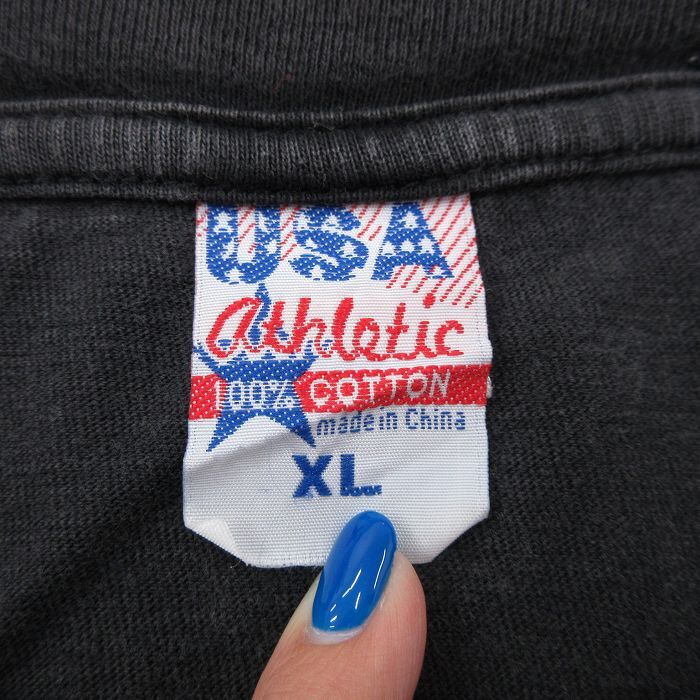 USA
athletic
100% COTTON
made in China
XL